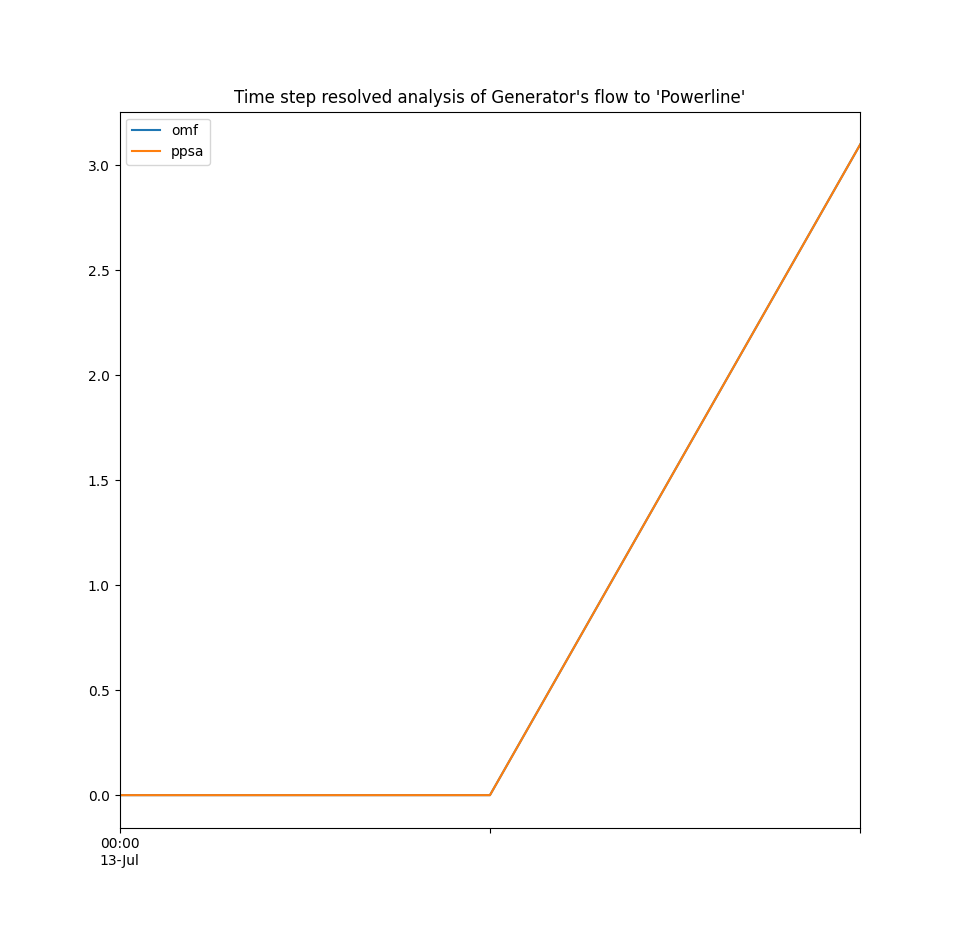 Time step resolved analysis of Generator's flow to 'Powerline'
omf
ppsa
3.0
2.5
2.0
1.5
1.0
0.5
0.0
00:00
13-Jul